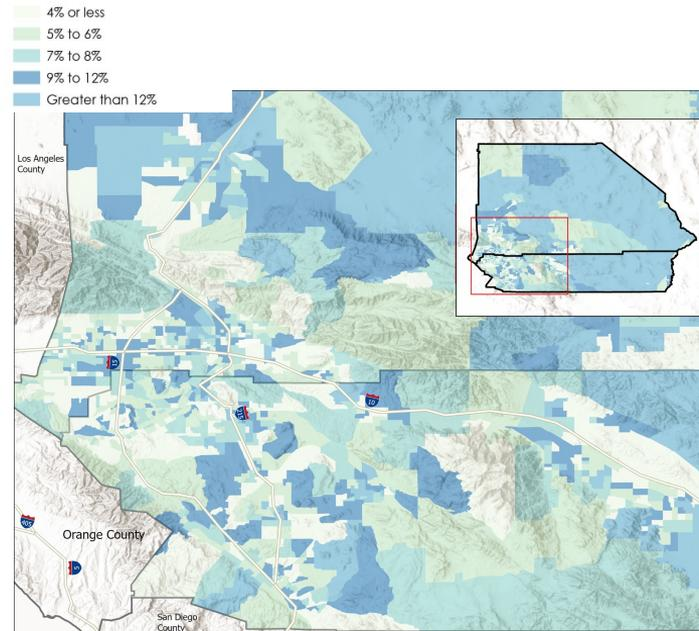 4% or less
5% to 6%
7% to 8%
9% to 12%
Greater than 12%
Los Angeles
County
15
10
215
405
Orange County
5
San Diego
County